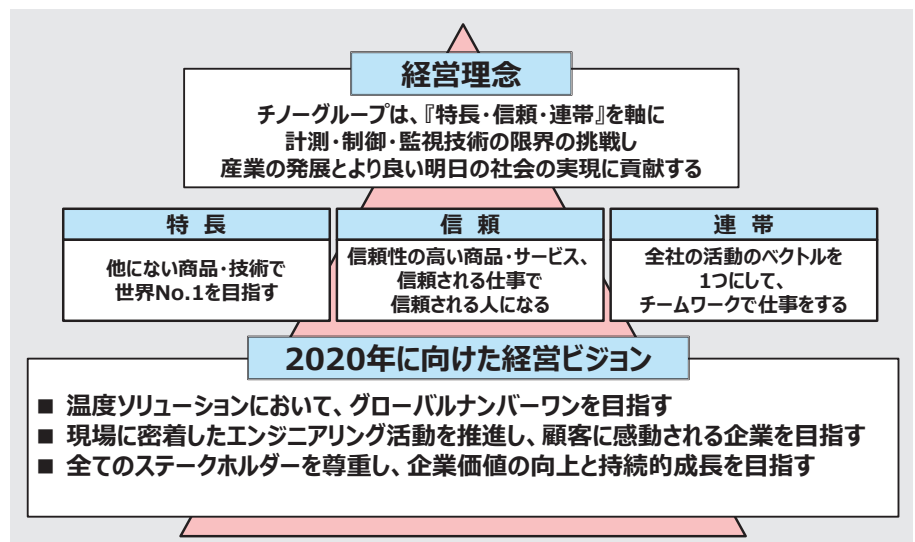 経営理念
チノーグループは、『特長・信頼・連帯』を軸に
計測・制御・監視技術の限界の挑戦し
産業の発展とより良い明日の社会の実現に貢献する
特 長
他にない商品・技術で
世界No.1を目指す
信 頼
信頼性の高い商品・サービス、
信頼される仕事で
信頼される人になる
連 帯
全社の活動のベクトルを
1つにして、
チームワークで仕事をする
2020年に向けた経営ビジョン
■ 温度ソリューションにおいて、グローバルナンバーワンを目指す
■ 現場に密着したエンジニアリング活動を推進し、顧客に感動される企業を目指す
■ 全てのステークホルダーを尊重し、企業価値の向上と持続的成長を目指す